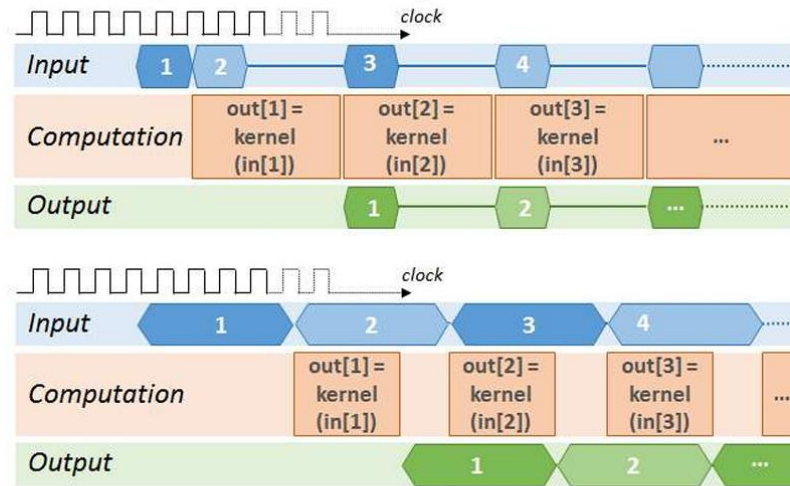 clock
Input 1 2 3 4
Computation
out[1] =
kernel
(in[1])
out[2] =
kernel
(in[2])
out[3] =
kernel
(in[3])
...
Output 1 2 ...
clock
Input 1 2 3 4
Computation
out[1] =
kernel
(in[1])
out[2] =
kernel
(in[2])
out[3] =
kernel
(in[3])
...
Output 1 2 ...